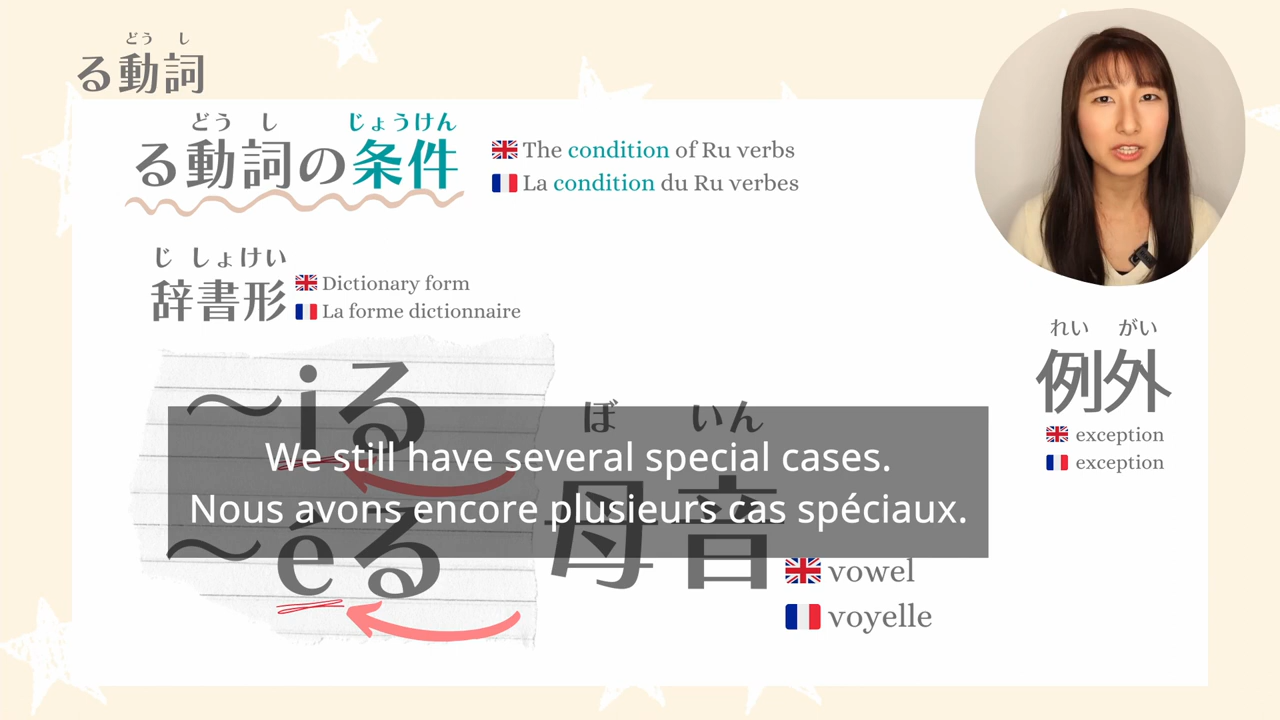 どう し
る動詞
どう し じょうけん
る動詞の条件
The condition of Ru verbs
La condition du Ru verbes
じ しょけい
辞書形
Dictionary form
La forme dictionnaire
〜iる
〜eる
ぼ いん
母音
vowel
voyelle
れい がい
例外
exception
exception
We still have several special cases.
Nous avons encore plusieurs cas spéciaux.